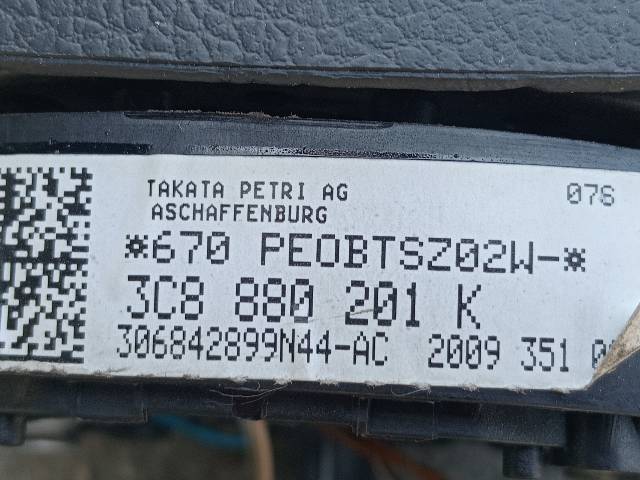 TAKATA PETRI AG 076
ASCHAFFENBURG
*670 PEOBTSZ02W-*
3C8 880 201 K
306842899N44-AC 2009 351